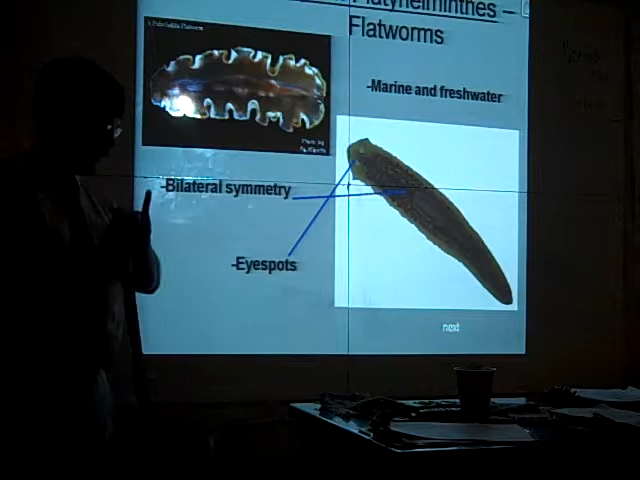 Platyhelminthes –
Flatworms
-Marine and freshwater
-Bilateral symmetry
-Eyespots
next